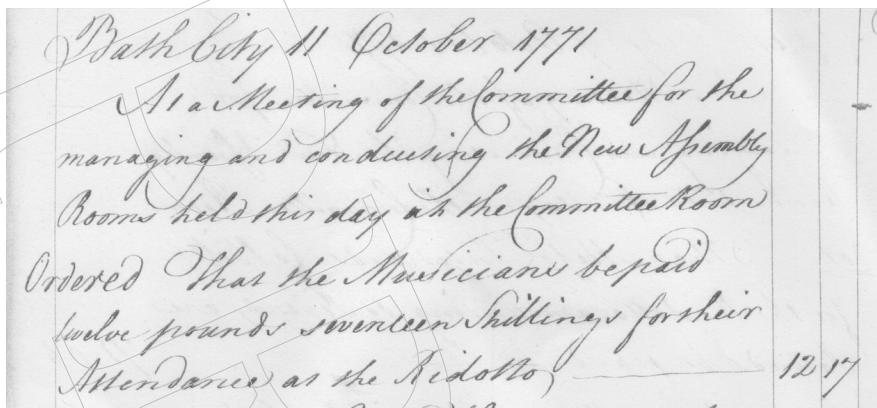 Bath City 11 October 1771
At a Meeting of the Committee for the
managing and conducting the New Assembly
Rooms held this day at the Committee Room
Ordered That the Musicians be paid
twelve pounds seventeen Shillings for their
Attendance at the Ridotto 12 17